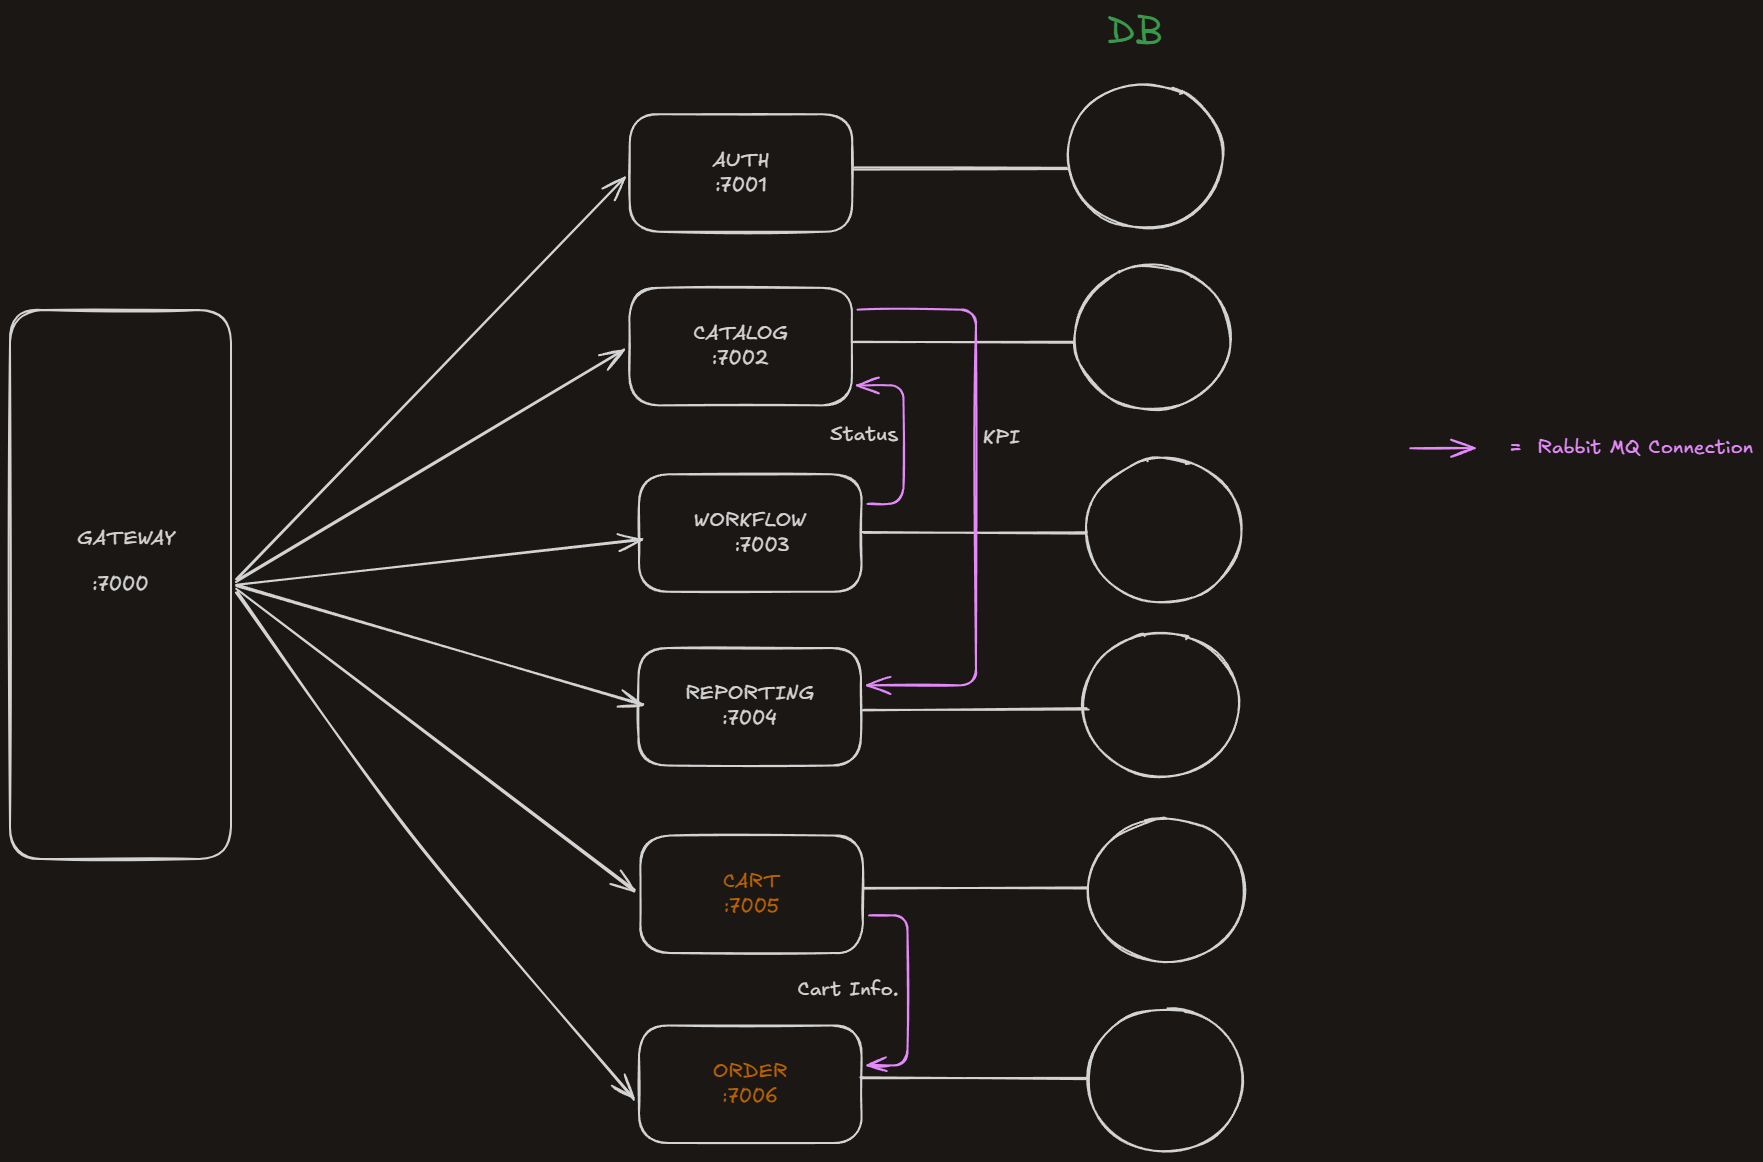 DB
AUTH
:7001
CATALOG
:7002
Status
KPI
= Rabbit MQ Connection
WORKFLOW
:7003
GATEWAY
:7000
REPORTING
:7004
CART
:7005
Cart Info.
ORDER
:7006